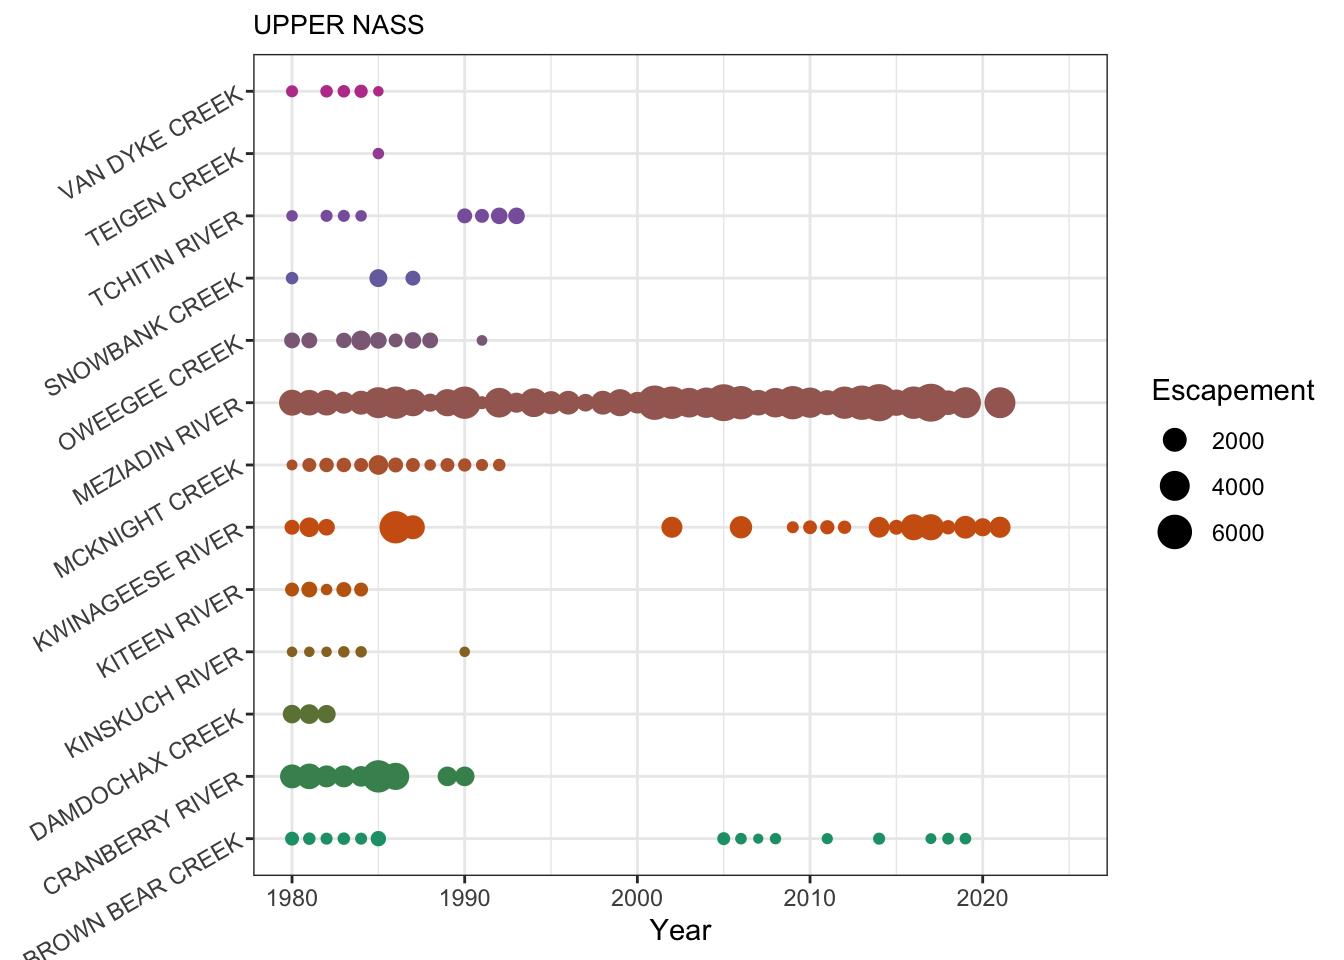 UPPER NASS
VAN DYKE CREEK
TEIGEN CREEK
TCHITIN RIVER
SNOWBANK CREEK
OWEEGEE CREEK
MEZIADIN RIVER
MCKNIGHT CREEK
KWINAGEESE RIVER
KITEEN RIVER
KINSKUCH RIVER
DAMDOCHAX CREEK
CRANBERRY RIVER
BROWN BEAR CREEK
1980 1990 2000 2010 2020
Year
Escapement
2000
4000
6000